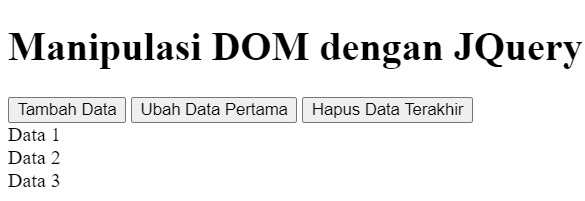 Manipulasi DOM dengan JQuery
Tambah Data Ubah Data Pertama Hapus Data Terakhir
Data 1
Data 2
Data 3